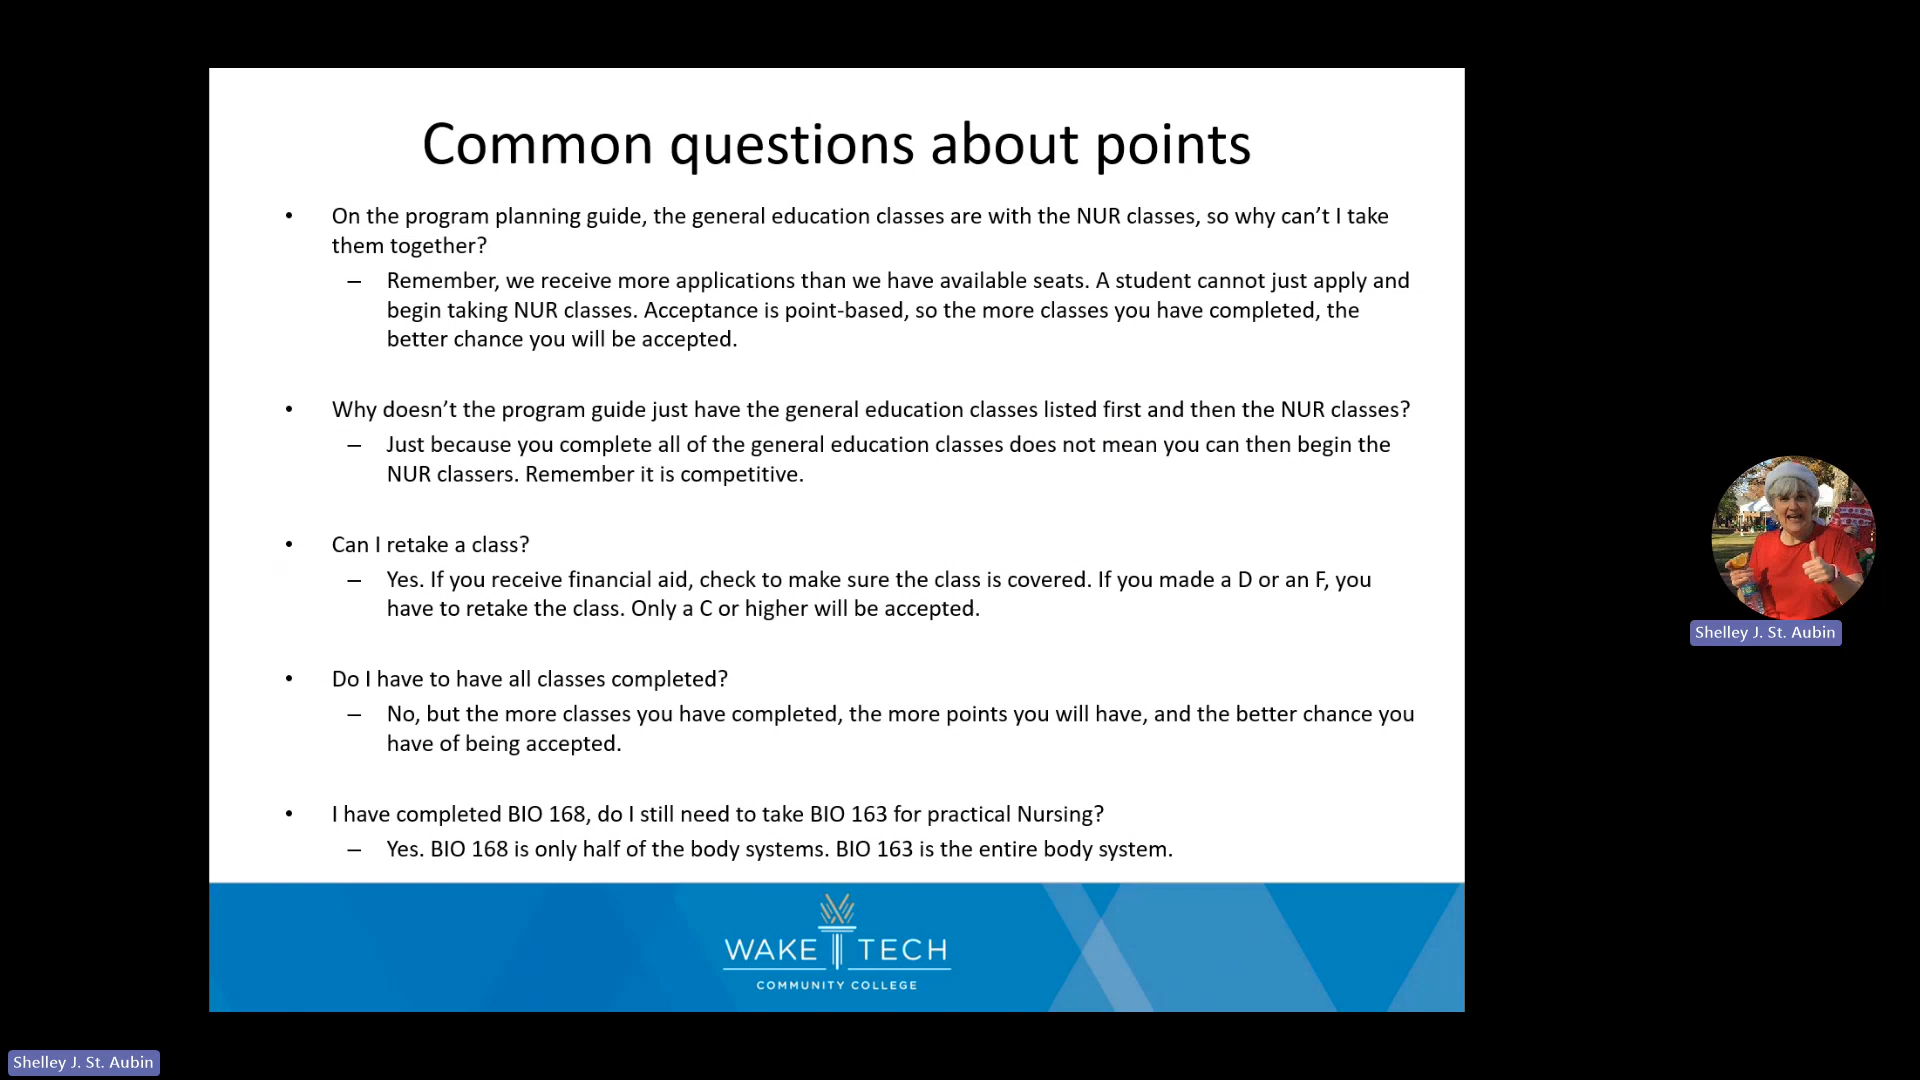 Common questions about points
• On the program planning guide, the general education classes are with the NUR classes, so why can’t I take
them together?
– Remember, we receive more applications than we have available seats. A student cannot just apply and
begin taking NUR classes. Acceptance is point-based, so the more classes you have completed, the
better chance you will be accepted.
• Why doesn’t the program guide just have the general education classes listed first and then the NUR classes?
– Just because you complete all of the general education classes does not mean you can then begin the
NUR classers. Remember it is competitive.
• Can I retake a class?
– Yes. If you receive financial aid, check to make sure the class is covered. If you made a D or an F, you
have to retake the class. Only a C or higher will be accepted.
• Do I have to have all classes completed?
– No, but the more classes you have completed, the more points you will have, and the better chance you
have of being accepted.
• I have completed BIO 168, do I still need to take BIO 163 for practical Nursing?
– Yes. BIO 168 is only half of the body systems. BIO 163 is the entire body system.
WAKE TECH
COMMUNITY COLLEGE
Shelley J. St. Aubin
Shelley J. St. Aubin